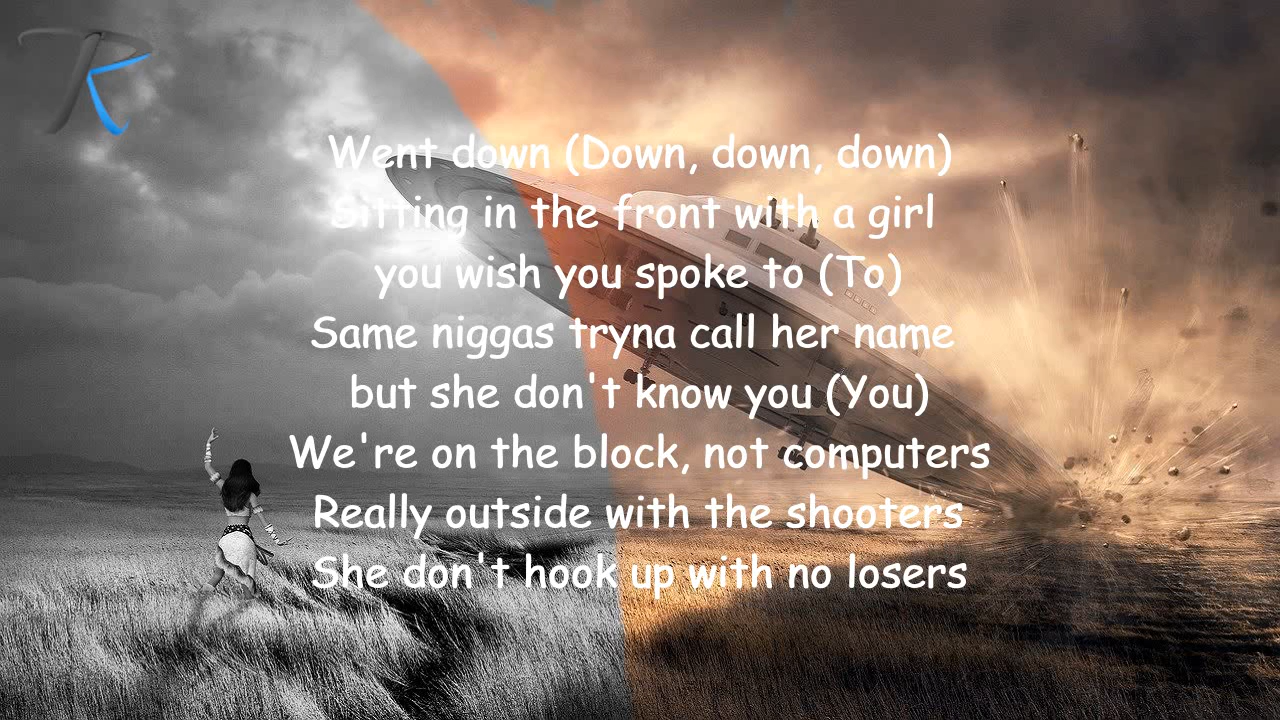 TR
Went down (Down, down, down)
Sitting in the front with a girl
you wish you spoke to (To)
Same niggas tryna call her name
but she don't know you (You)
We're on the block, not computers
Really outside with the shooters
She don't hook up with no losers